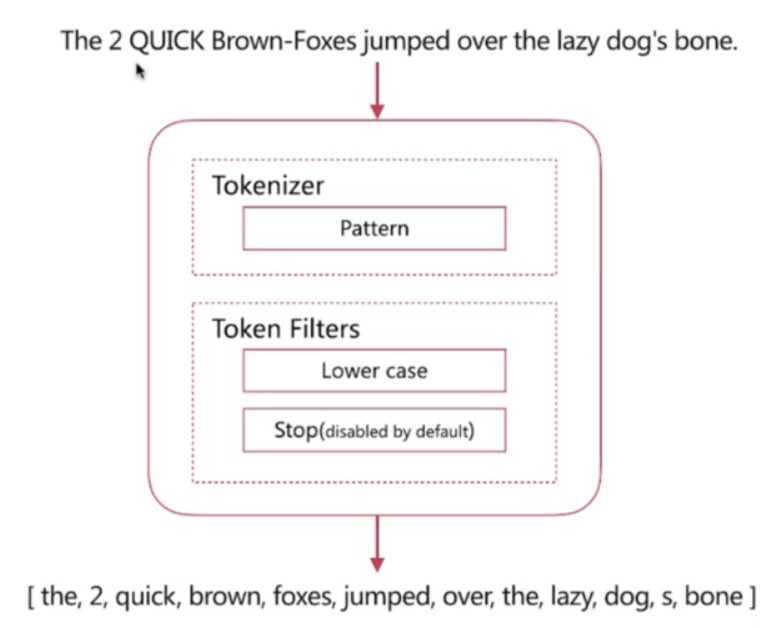 The 2 QUICK Brown-Foxes jumped over the lazy dog's bone.
Tokenizer
Pattern
Token Filters
Lower case
Stop(disabled by default)
[ the, 2, quick, brown, foxes, jumped, over, the, lazy, dog, s, bone ]